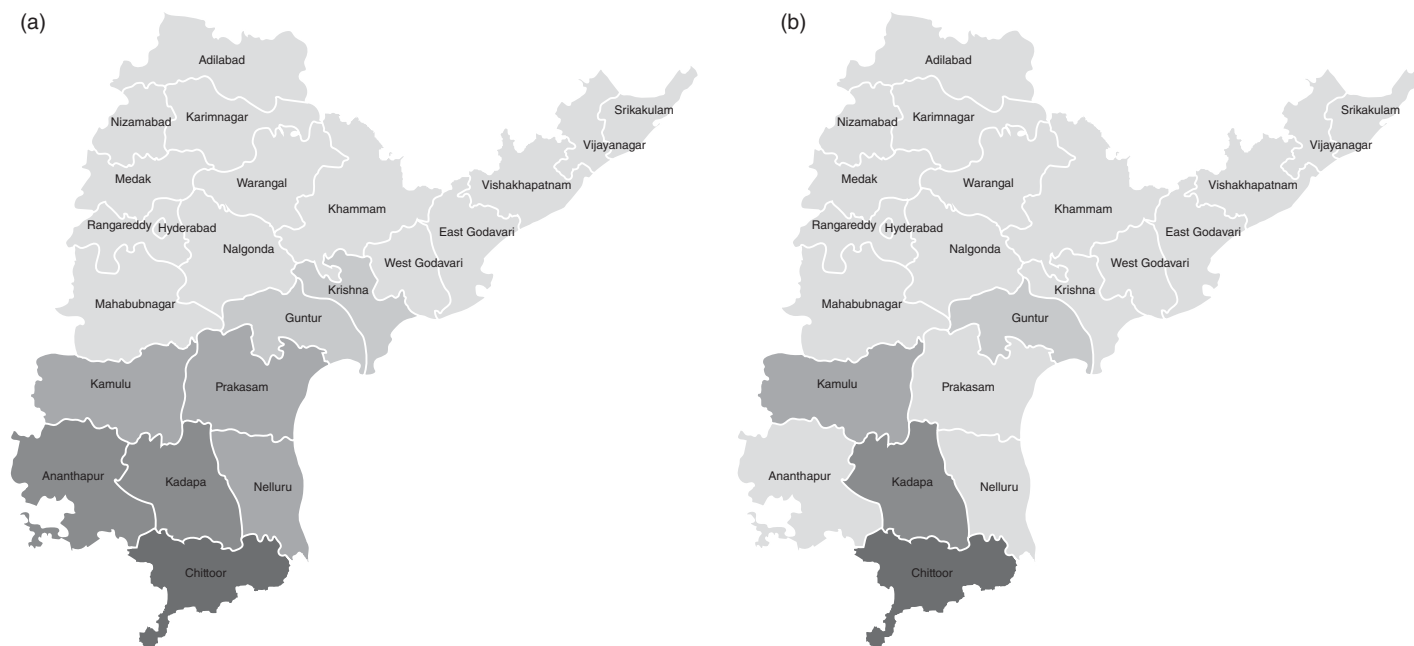 (a)
Adilabad
Srikakulam
Nizamabad
Karimnagar
Vijayanagar
Medak
Warangal
Vishakhapatnam
Khammam
Rangareddy
Hyderabad
East Godavari
Nalgonda
West Godavari
Krishna
Mahabubnagar
Guntur
Kamulu
Prakasam
Ananthapur
Kadapa
Nelluru
Chittoor
(b)
Adilabad
Srikakulam
Nizamabad
Karimnagar
Vijayanagar
Medak
Warangal
Vishakhapatnam
Khammam
Rangareddy
Hyderabad
East Godavari
Nalgonda
West Godavari
Krishna
Mahabubnagar
Guntur
Kamulu
Prakasam
Ananthapur
Kadapa
Nelluru
Chittoor